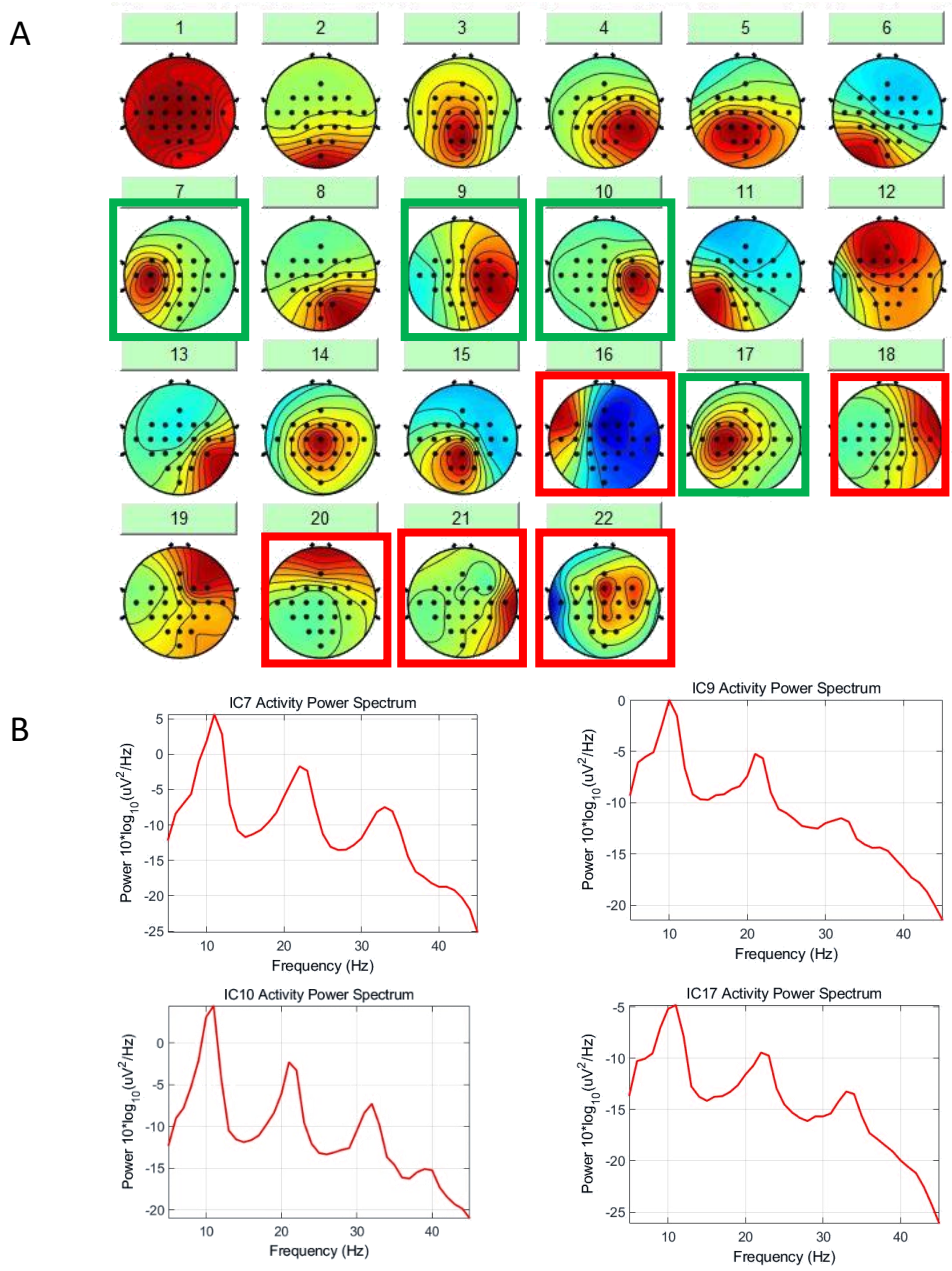 A
1 2 3 4 5 6
7 8 9 10 11 12
13 14 15 16 17 18
19 20 21 22
B
IC7 Activity Power Spectrum
5
0
-5
-10
-15
-20
-25
Power 10*log10(uV2/Hz)
10 20 30 40
Frequency (Hz)
IC9 Activity Power Spectrum
0
-5
-10
-15
-20
Power 10*log10(uV2/Hz)
10 20 30 40
Frequency (Hz)
IC10 Activity Power Spectrum
0
-5
-10
-15
-20
Power 10*log10(uV2/Hz)
10 20 30 40
Frequency (Hz)
IC17 Activity Power Spectrum
-5
-10
-15
-20
-25
Power 10*log10(uV2/Hz)
10 20 30 40
Frequency (Hz)